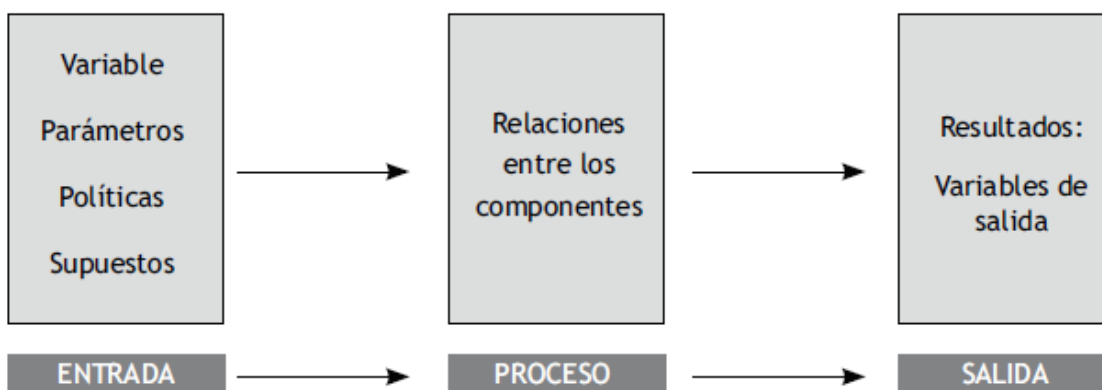 Variable
Parámetros
Políticas
Supuestos
Relaciones
entre los
componentes
Resultados:
Variables de
salida
ENTRADA
PROCESO
SALIDA